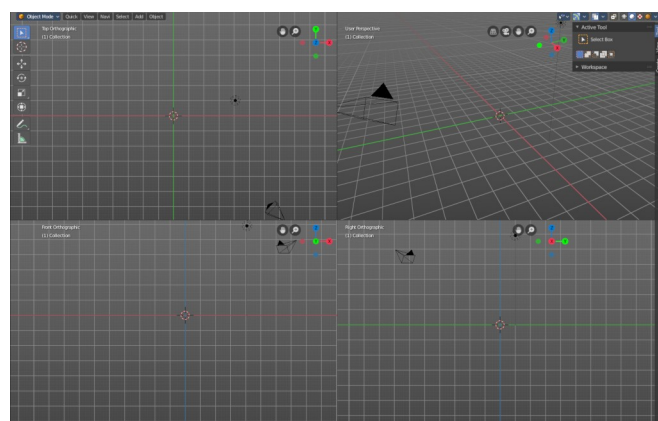 Object Mode Quick View Navi Select Add Object
Top Orthographic
(1) Collection
User Perspective
(1) Collection
Active Tool
Select Box
Workspace
Front Orthographic
(1) Collection
Right Orthographic
(1) Collection